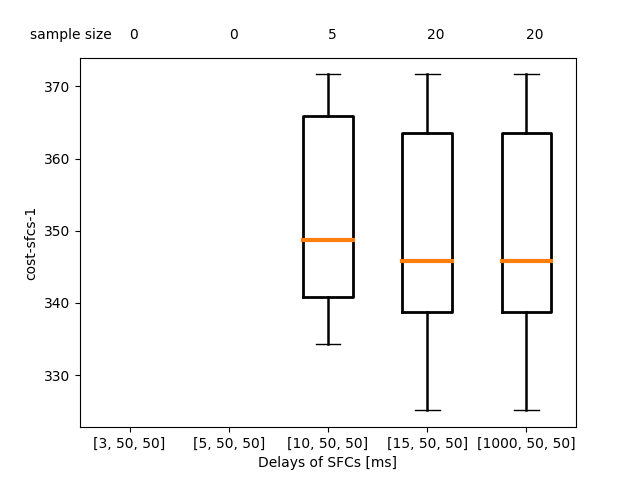 sample size 0 0 5 20 20
370
360
350
340
330
cost-sfcs-1
[3, 50, 50] [5, 50, 50] [10, 50, 50] [15, 50, 50] [1000, 50, 50]
Delays of SFCs [ms]